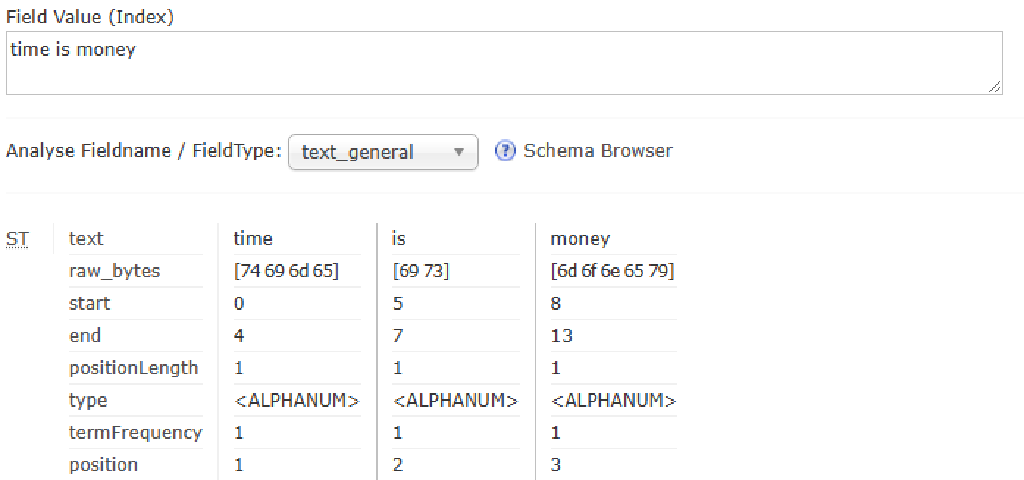 Field Value (Index)
time is money
Analyse Fieldname / FieldType: text_general ? Schema Browser
ST text time is money
raw_bytes [74 69 6d 65] [69 73] [6d 6f 6e 65 79]
start 0 5 8
end 4 7 13
positionLength 1 1 1
type <ALPHANUM> <ALPHANUM> <ALPHANUM>
termFrequency 1 1 1
position 1 2 3